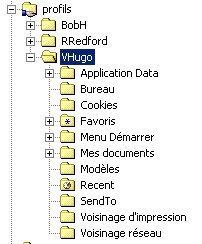 profils
BobH
RRedford
VHugo
Application Data
Bureau
Cookies
Favoris
Menu Démarrer
Mes documents
Modèles
Recent
SendTo
Voisinage d'impression
Voisinage réseau